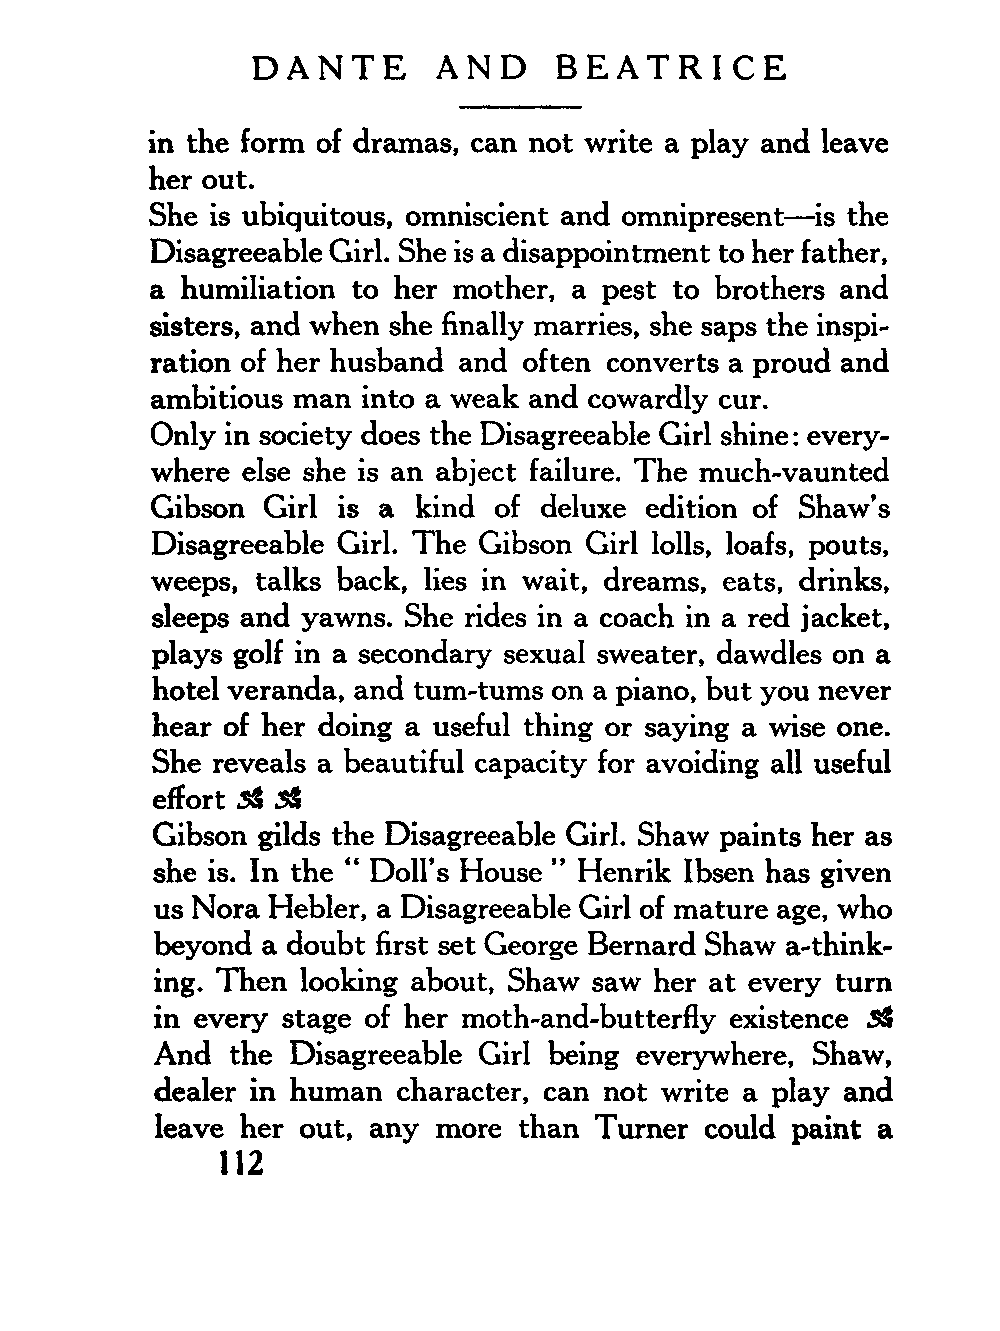 DANTE AND BEATRICE
in the form of dramas, can not write a play and leave
her out.
She is ubiquitous, omniscient and omnipresent—is the
Disagreeable Girl. She is a disappointment to her father,
a humiliation to her mother, a pest to brothers and
sisters, and when she finally marries, she saps the inspi-
ration of her husband and often converts a proud and
ambitious man into a weak and cowardly cur.
Only in society does the Disagreeable Girl shine: every-
where else she is an abject failure. The much-vaunted
Gibson Girl is a kind of deluxe edition of Shaw's
Disagreeable Girl. The Gibson Girl lolls, loafs, pouts,
weeps, talks back, lies in wait, dreams, eats, drinks,
sleeps and yawns. She rides in a coach in a red jacket,
plays golf in a secondary sexual sweater, dawdles on a
hotel veranda, and tum-tums on a piano, but you never
hear of her doing a useful thing or saying a wise one.
She reveals a beautiful capacity for avoiding all useful
effort
Gibson gilds the Disagreeable Girl. Shaw paints her as
she is. In the " Doll's House " Henrik Ibsen has given
us Nora Hebler, a Disagreeable Girl of mature age, who
beyond a doubt first set George Bernard Shaw a-think-
ing. Then looking about, Shaw saw her at every turn
in every stage of her moth-and-butterfly existence
And the Disagreeable Girl being everywhere, Shaw,
dealer in human character, can not write a play and
leave her out, any more than Turner could paint a
112